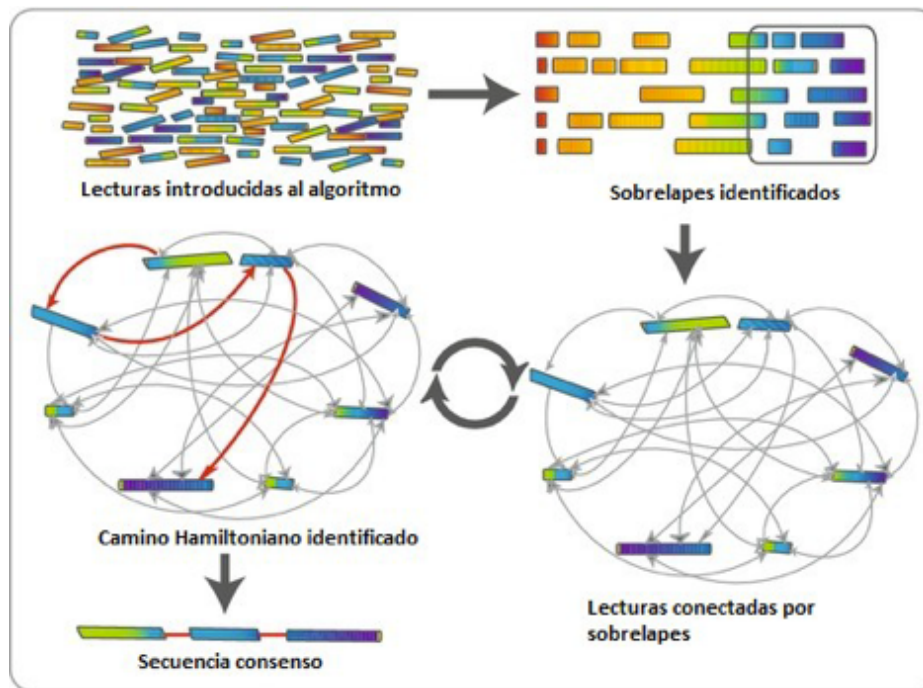 Lecturas introducidas al algoritmo
Sobrelapes identificados
Camino Hamiltoniano identificado
Lecturas conectadas por
sobrelapes
Secuencia consenso